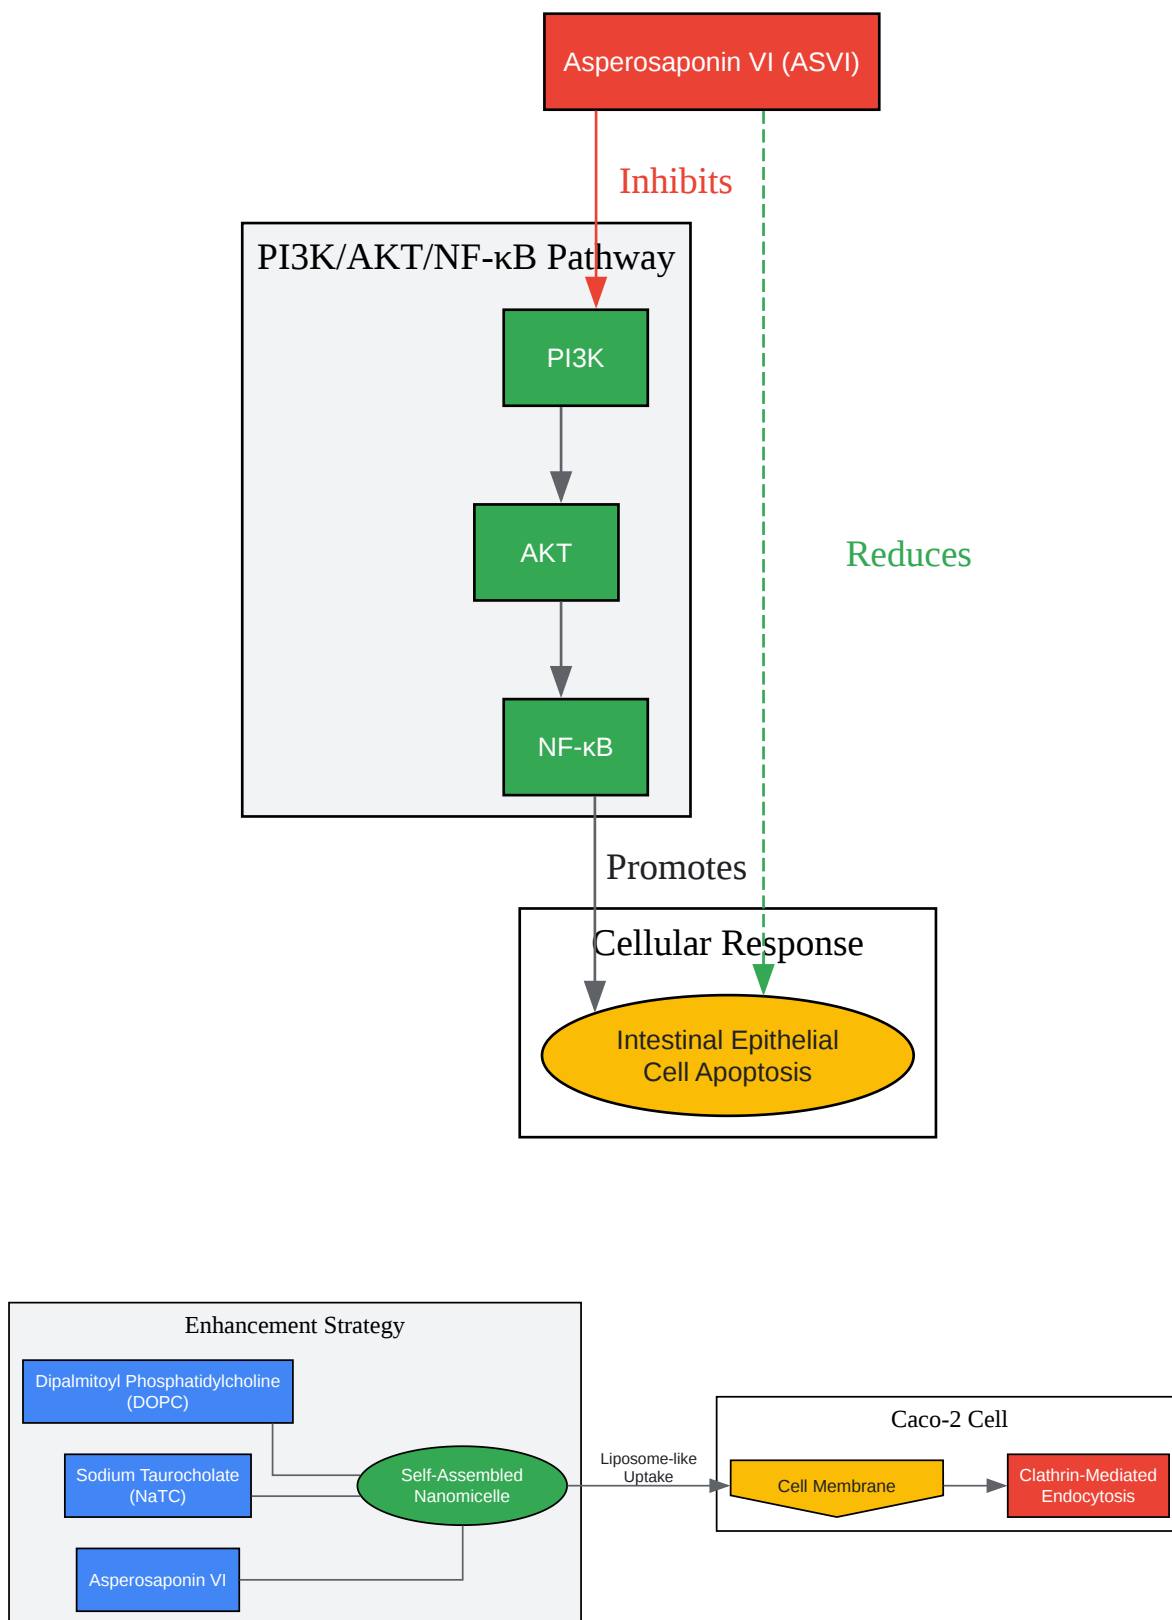 Asperosaponin VI (ASVI)
Inhibits
PI3K/AKT/NF-κB Pathway
PI3K
AKT
Reduces
NF-κB
Promotes
Cellular Response
Intestinal Epithelial
Cell Apoptosis
Enhancement Strategy
Dipalmitoyl Phosphatidylcholine
(DOPC)
Sodium Taurocholate
(NaTC)
Asperosaponin VI
Self-Assembled
Nanomicelle
Liposome-like
Uptake
Caco-2 Cell
Cell Membrane
Clathrin-Mediated
Endocytosis